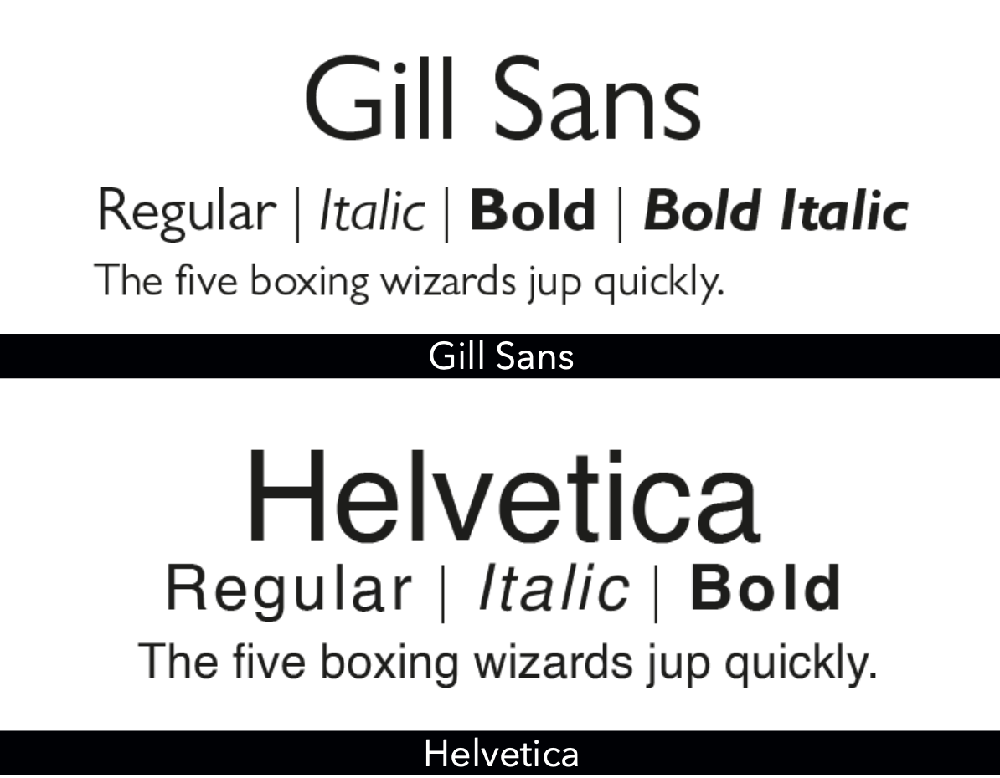 Gill Sans
Regular | Italic | Bold | Bold Italic
The five boxing wizards jup quickly.
Gill Sans
Helvetica
Regular | Italic | Bold
The five boxing wizards jup quickly.
Helvetica